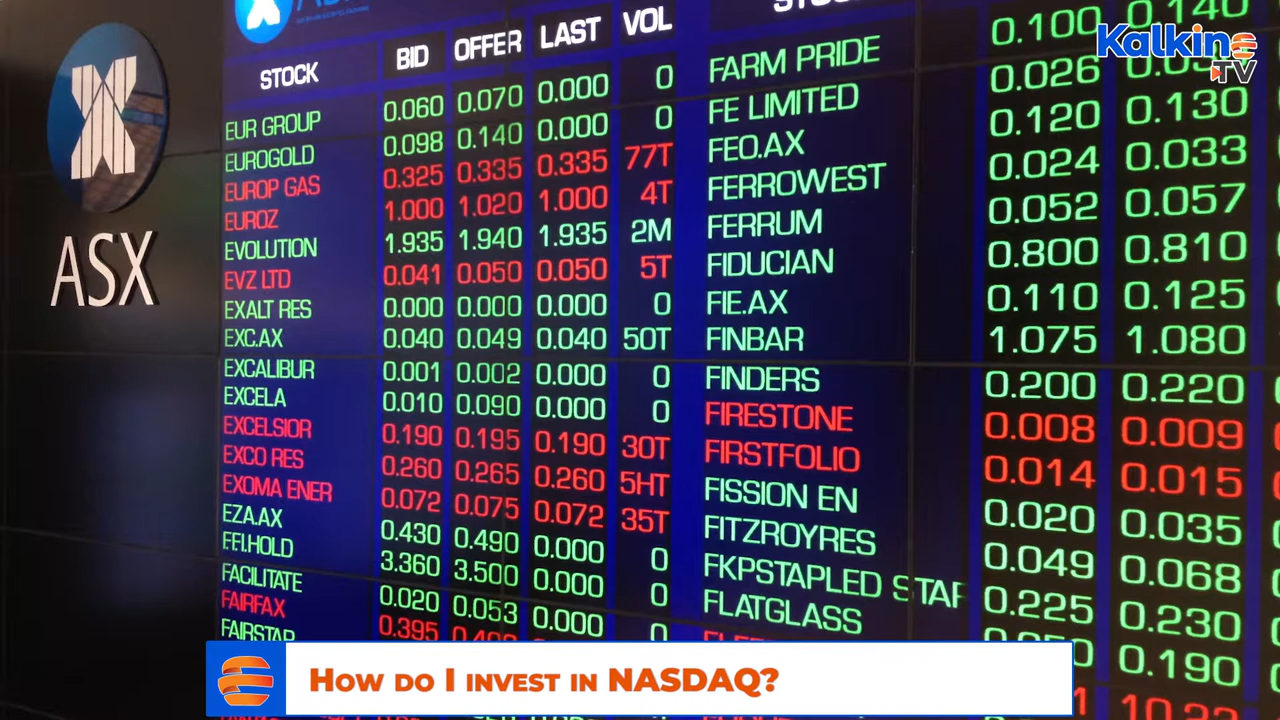 ASX
Kalkine
TV
STOCK BID OFFER LAST VOL
EUR GROUP 0.060 0.070 0.000 0
EUROGOLD 0.098 0.140 0.000 0
EUROP GAS 0.325 0.335 0.335 77T
EUROZ 1.000 1.020 1.000 4T
EVOLUTION 1.935 1.940 1.935 2M
EVZ LTD 0.041 0.050 0.050 5T
EXALT RES 0.000 0.000 0.000 0
EXC.AX 0.040 0.049 0.040 50T
EXCALIBUR 0.001 0.002 0.000 0
EXCELA 0.010 0.090 0.000 0
EXCELSIOR 0.190 0.195 0.190 30T
EXCO RES 0.260 0.265 0.260 5HT
EXOMA ENER 0.072 0.075 0.072 35T
EZA.AX 0.430 0.490 0.000 0
F.F.I.HOLD 3.360 3.500 0.000 0
FACILITATE 0.020 0.053 0.000 0
FAIRFAX 0.395
FAIRSTAR
FARM PRIDE 0.100 0.140
FE LIMITED 0.026
FEO.AX 0.120 0.130
FERROWEST 0.024 0.033
FERRUM 0.052 0.057
FIDUCIAN 0.800 0.810
FIE.AX 0.110 0.125
FINBAR 1.075 1.080
FINDERS 0.200 0.220
FIRESTONE 0.008 0.009
FIRSTFOLIO 0.014 0.015
FISSION EN 0.020 0.035
FITZROYRES 0.049 0.068
FKPSTAPLED STAP 0.225 0.230
FLATGLASS 0.190
How do I invest in NASDAQ?